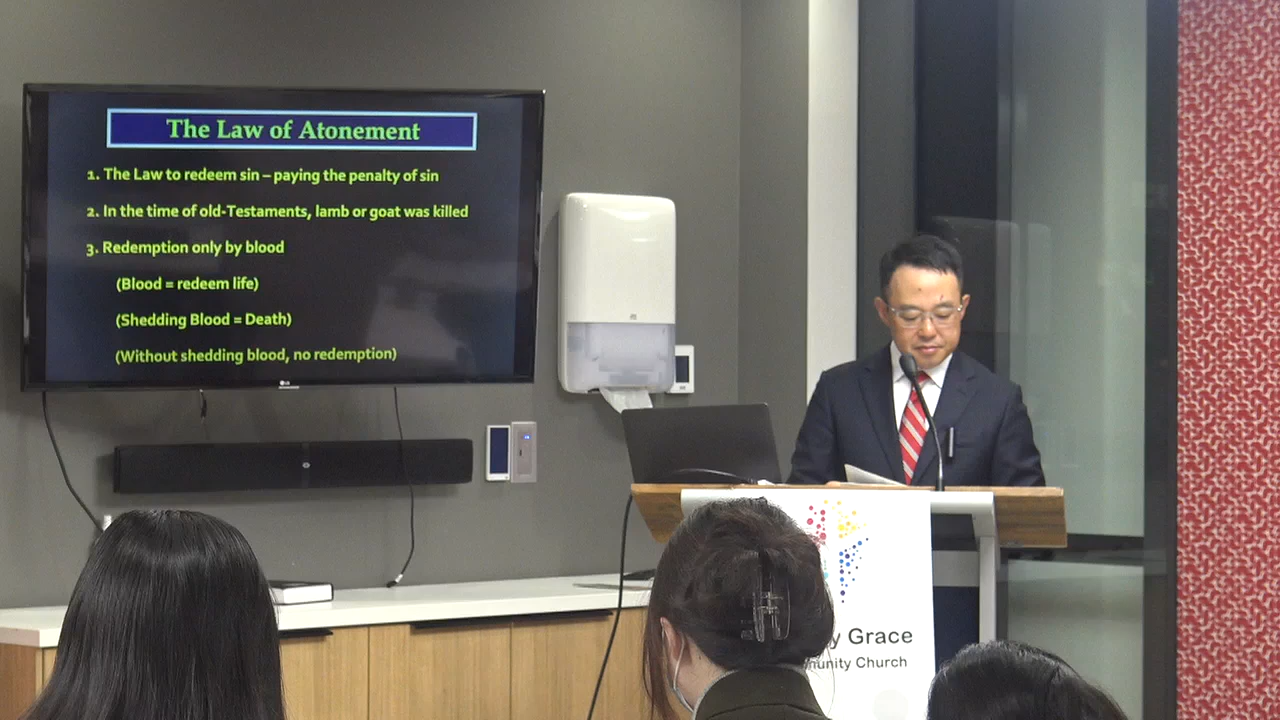 The Law of Atonement
1. The Law to redeem sin – paying the penalty of sin
2. In the time of old-Testaments, lamb or goat was killed
3. Redemption only by blood
(Blood = redeem life)
(Shedding Blood = Death)
(Without shedding blood, no redemption)
LG
Grace
Church